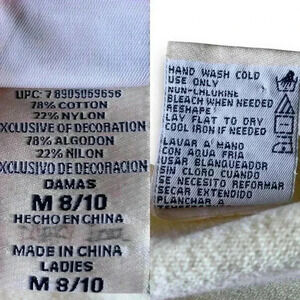 UPC: 7 8905069656
78% COTTON
22% NYLON
EXCLUSIVE OF DECORATION
78% ALGODON
22% NILON
EXCLUSIVO DE DECORACION
DAMAS
M 8/10
HECHO EN CHINA
MADE IN CHINA
LADIES
M 8/10
HAND WASH COLD
USE ONLY
NON-CHLORINE
BLEACH WHEN NEEDED
RESHAPE
LAY FLAT TO DRY
COOL IRON IF NEEDED
LAVAR A MANO
CON AQUA FRIA
USAR BLANQUEADOR
SIN CLORO CUANDO
SE NECESITO REFORMAR
SECAR EXTENDIDO
PLANCHAR A